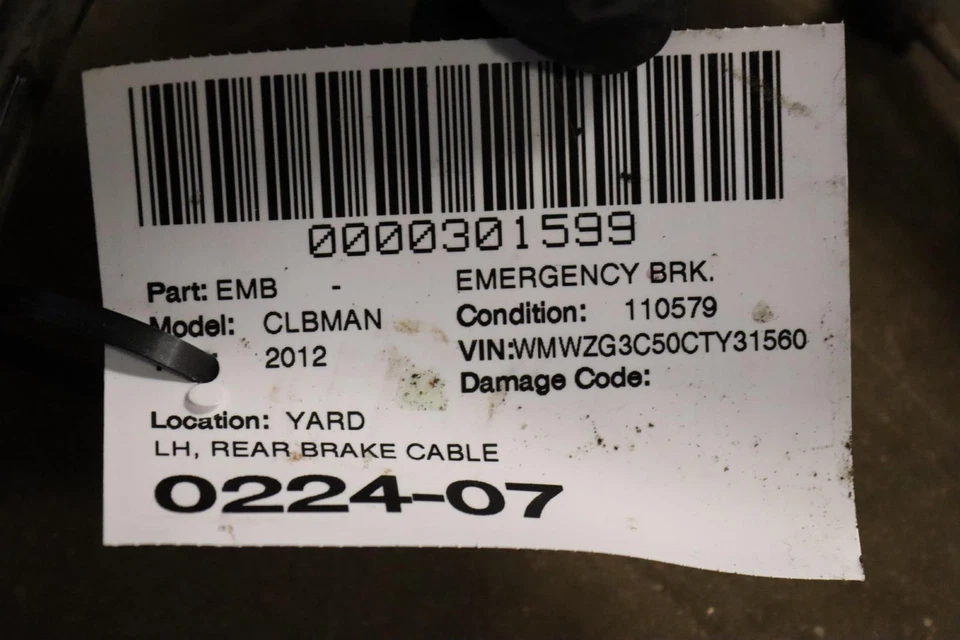 0000301599
Part: EMB - EMERGENCY BRK.
Model: CLBMAN Condition: 110579
2012 VIN:WMWZG3C50CTY31560
Damage Code:
Location: YARD
LH, REAR BRAKE CABLE
0224-07